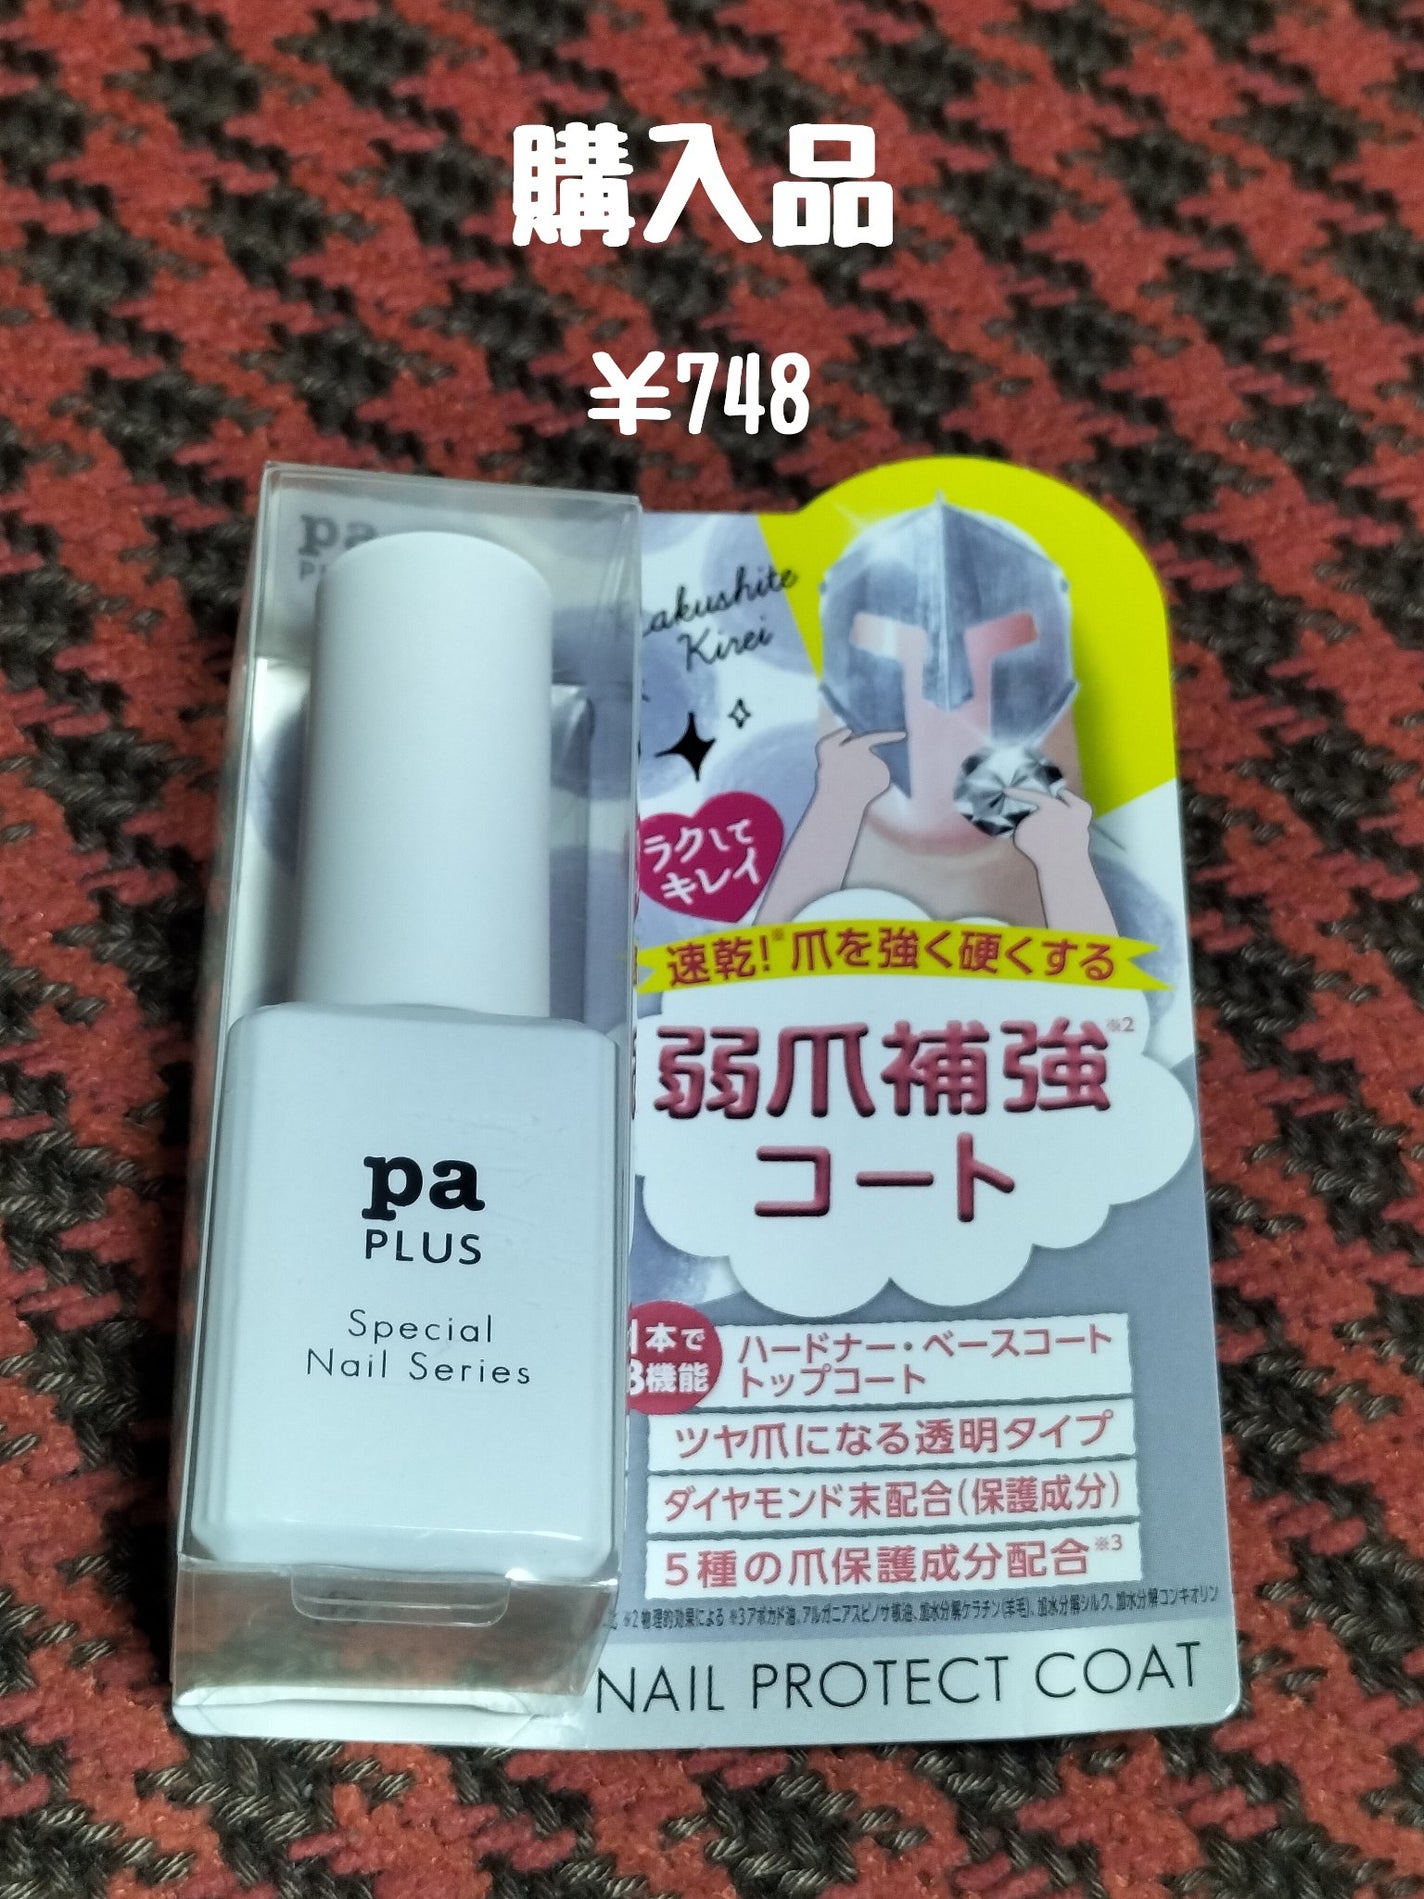 購入品
￥748
pa
Rakushite
Kirei
ラクして
キレイ
速乾!※ 爪を強く硬くする
弱爪補強※2
コート
pa
PLUS
Special
Nail Series
1本で
3機能
ハードナー・ベースコート
トップコート
ツヤ爪になる透明タイプ
ダイヤモンド末配合(保護成分)
5種の爪保護成分配合※3
※2 物理的効果による ※3アボカド油、アルガニアスピノサ核油、加水分解ケラチン(羊毛)、加水分解シルク、加水分解コンキオリン
NAIL PROTECT COAT